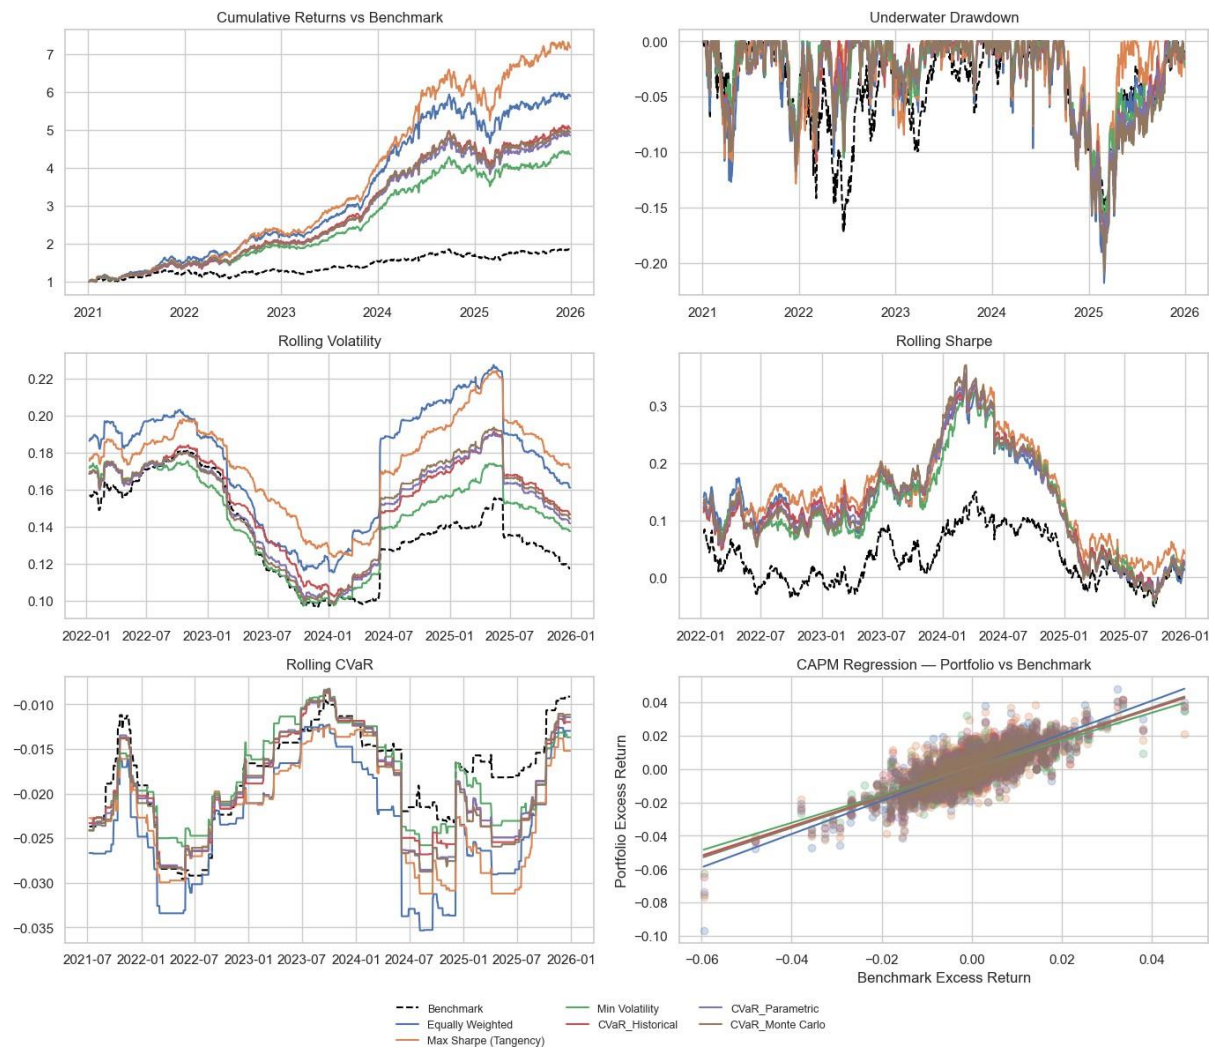 Cumulative Returns vs Benchmark
7
6
5
4
3
2
1
2021 2022 2023 2024 2025 2026
Underwater Drawdown
0.00
−0.05
−0.10
−0.15
−0.20
2021 2022 2023 2024 2025 2026
Rolling Volatility
0.22
0.20
0.18
0.16
0.14
0.12
0.10
2022-01 2022-07 2023-01 2023-07 2024-01 2024-07 2025-01 2025-07 2026-01
Rolling Sharpe
0.3
0.2
0.1
0.0
2022-01 2022-07 2023-01 2023-07 2024-01 2024-07 2025-01 2025-07 2026-01
Rolling CVaR
−0.010
−0.015
−0.020
−0.025
−0.030
−0.035
2021-07 2022-01 2022-07 2023-01 2023-07 2024-01 2024-07 2025-01 2025-07 2026-01
CAPM Regression — Portfolio vs Benchmark
Portfolio Excess Return
0.04
0.02
0.00
−0.02
−0.04
−0.06
−0.08
−0.10
−0.06 −0.04 −0.02 0.00 0.02 0.04
Benchmark Excess Return
Benchmark
Equally Weighted
Max Sharpe (Tangency)
Min Volatility
CVaR_Historical
CVaR_Parametric
CVaR_Monte Carlo